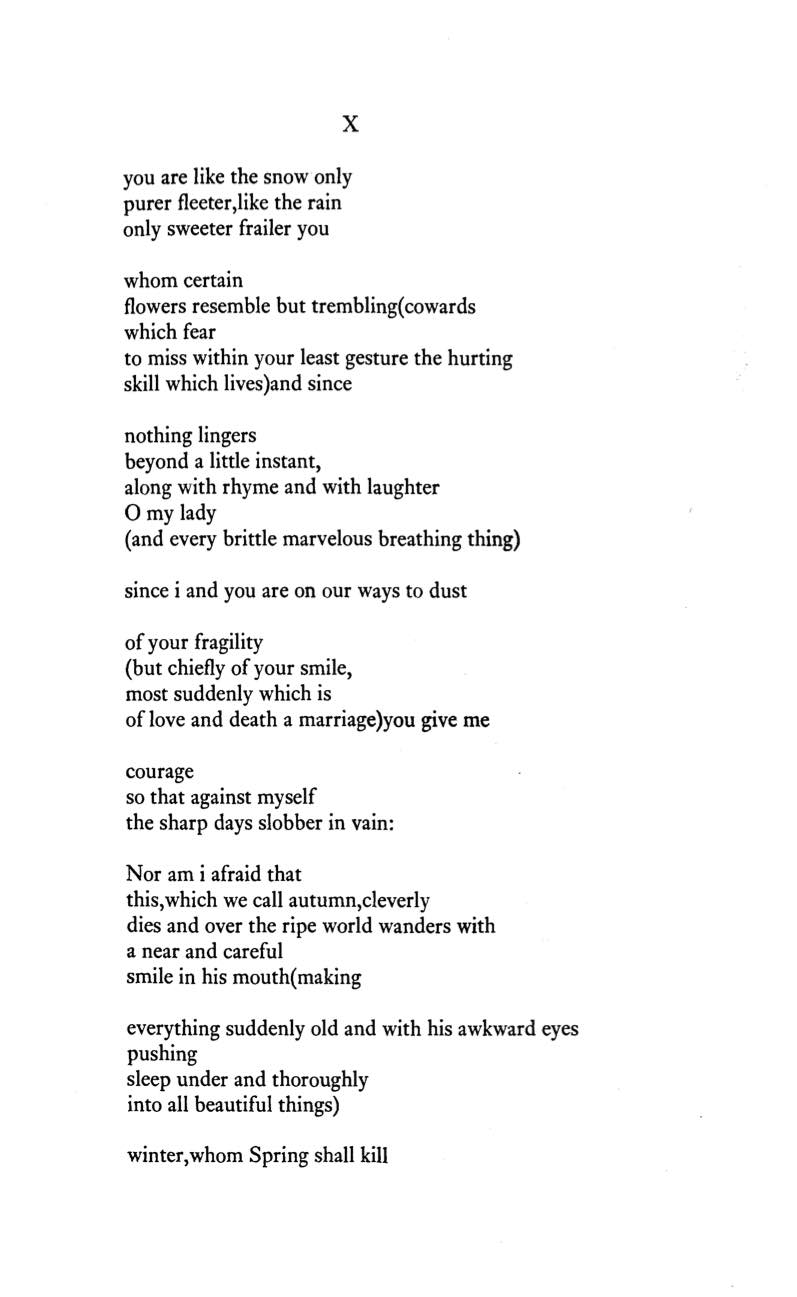 X
you are like the snow only
purer fleeter,like the rain
only sweeter frailer you
whom certain
flowers resemble but trembling(cowards
which fear
to miss within your least gesture the hurting
skill which lives)and since
nothing lingers
beyond a little instant,
along with rhyme and with laughter
O my lady
(and every brittle marvelous breathing thing)
since i and you are on our ways to dust
of your fragility
(but chiefly of your smile,
most suddenly which is
of love and death a marriage)you give me
courage
so that against myself
the sharp days slobber in vain:
Nor am i afraid that
this,which we call autumn,cleverly
dies and over the ripe world wanders with
a near and careful
smile in his mouth(making
everything suddenly old and with his awkward eyes
pushing
sleep under and thoroughly
into all beautiful things)
winter,whom Spring shall kill